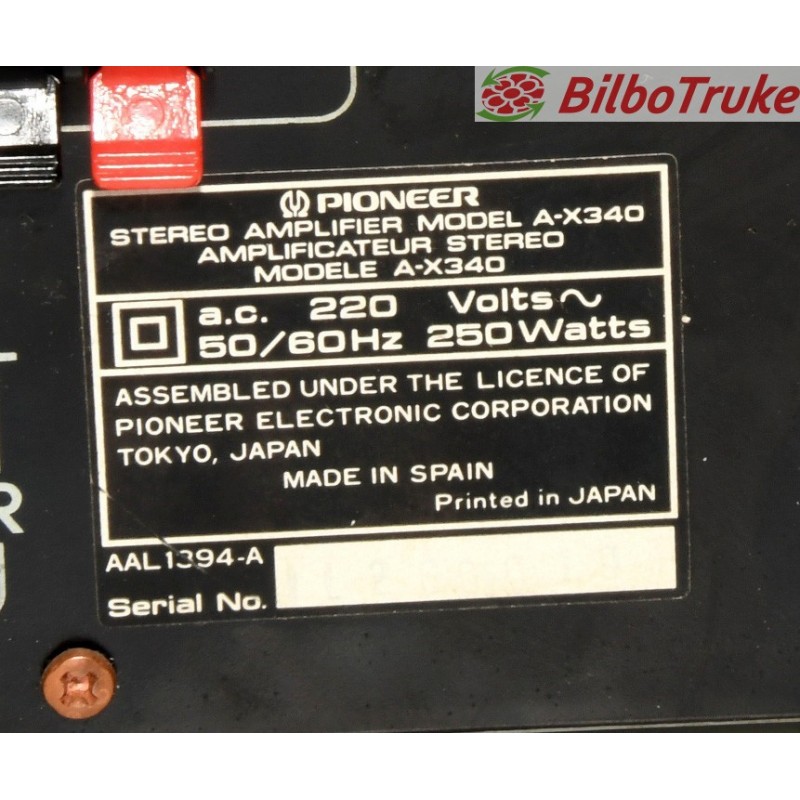 BilboTruke
PIONEER
STEREO AMPLIFIER MODEL A-X340
AMPLIFICATEUR STEREO
MODELE A-X340
a.c. 220 Volts~
50/60Hz 250Watts
ASSEMBLED UNDER THE LICENCE OF
PIONEER ELECTRONIC CORPORATION
TOKYO, JAPAN
MADE IN SPAIN
Printed in JAPAN
R
AAL1394-A
Serial No.